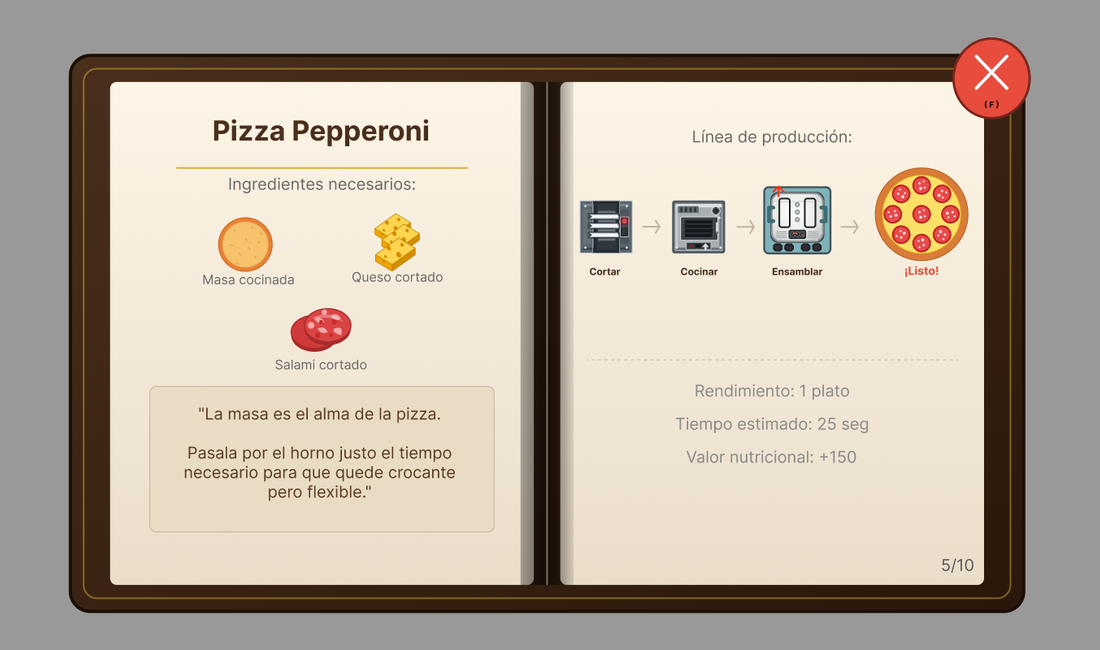 Pizza Pepperoni
Ingredientes necesarios:
Masa cocinada
Queso cortado
Salami cortado
"La masa es el alma de la pizza.
Pasala por el horno justo el tiempo
necesario para que quede crocante
pero flexible."
(F)
Línea de producción:
Cortar
Cocinar
Ensamblar
¡Listo!
Rendimiento: 1 plato
Tiempo estimado: 25 seg
Valor nutricional: +150
5/10